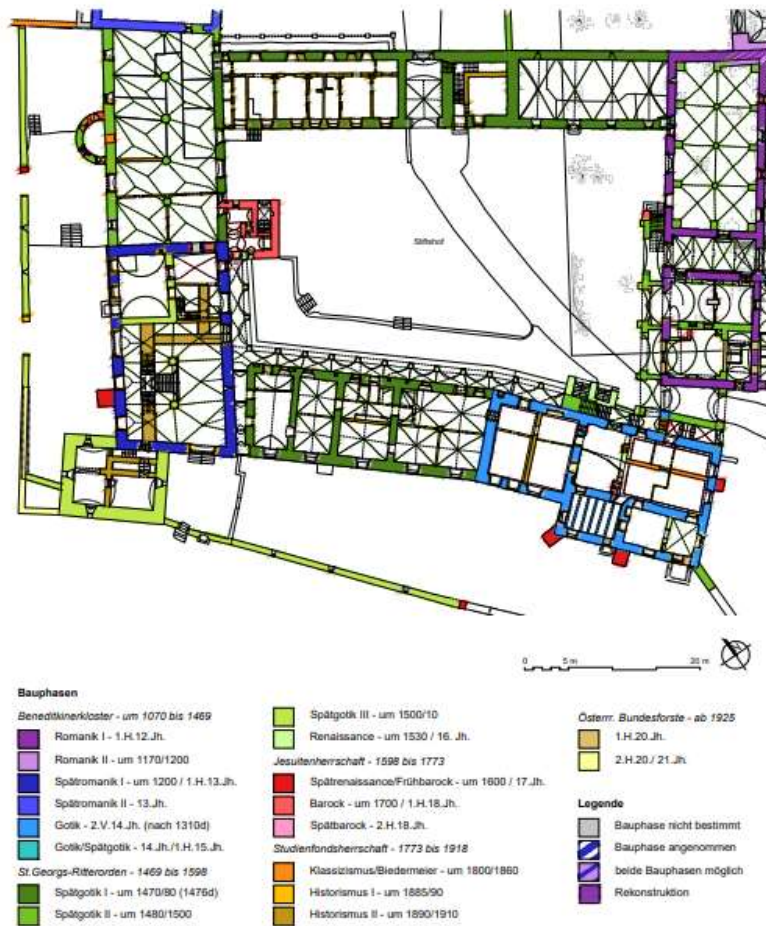 Stiftshof
0 5 m 20 m
Bauphasen
Beneditkinerkloster - um 1070 bis 1469
Romanik I - 1.H.12.Jh.
Romanik II - um 1170/1200
Spätromanik I - um 1200 / 1.H.13.Jh.
Spätromanik II - 13.Jh.
Gotik - 2.V.14.Jh. (nach 1310d)
Gotik/Spätgotik - 14.Jh./1.H.15.Jh.
St.Georgs-Ritterorden - 1469 bis 1598
Spätgotik I - um 1470/80 (1476d)
Spätgotik II - um 1480/1500
Spätgotik III - um 1500/10
Renaissance - um 1530 / 16. Jh.
Jesuitenherrschaft - 1598 bis 1773
Spätrenaissance/Frühbarock - um 1600 / 17.Jh.
Barock - um 1700 / 1.H.18.Jh.
Spätbarock - 2.H.18.Jh.
Studienfondsherrschaft - 1773 bis 1918
Klassizismus/Biedermeier - um 1800/1860
Historismus I - um 1885/90
Historismus II - um 1890/1910
Österr. Bundesforste - ab 1925
1.H.20.Jh.
2.H.20./ 21.Jh.
Legende
Bauphase nicht bestimmt
Bauphase angenommen
beide Bauphasen möglich
Rekonstruktion